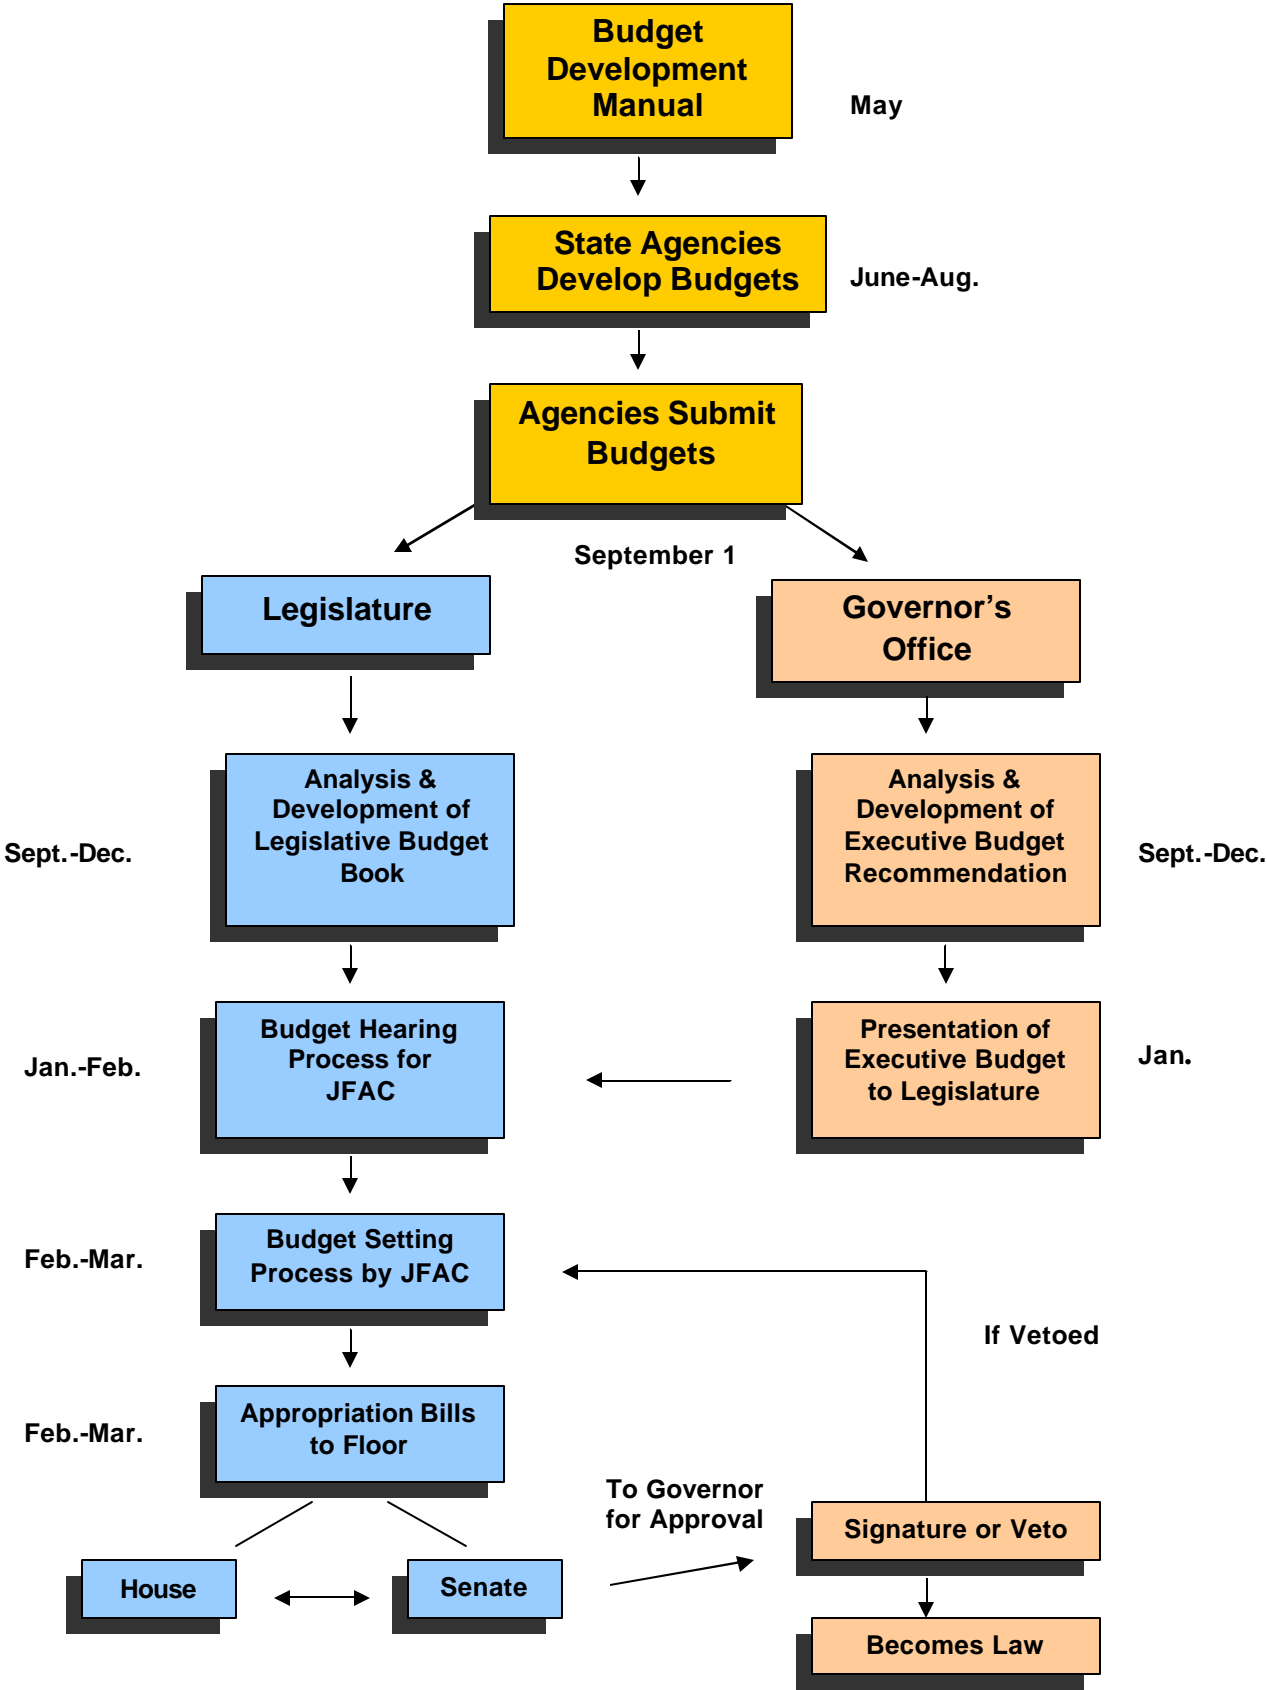 Budget
Development
Manual
May
State Agencies
Develop Budgets
June-Aug.
Agencies Submit
Budgets
September 1
Legislature
Governor’s
Office
Sept.-Dec.
Analysis &
Development of
Legislative Budget
Book
Analysis &
Development of
Executive Budget
Recommendation
Sept.-Dec.
Jan.-Feb.
Budget Hearing
Process for
JFAC
Presentation of
Executive Budget
to Legislature
Jan.
Feb.-Mar.
Budget Setting
Process by JFAC
If Vetoed
Feb.-Mar.
Appropriation Bills
to Floor
To Governor
for Approval
Signature or Veto
House
Senate
Becomes Law